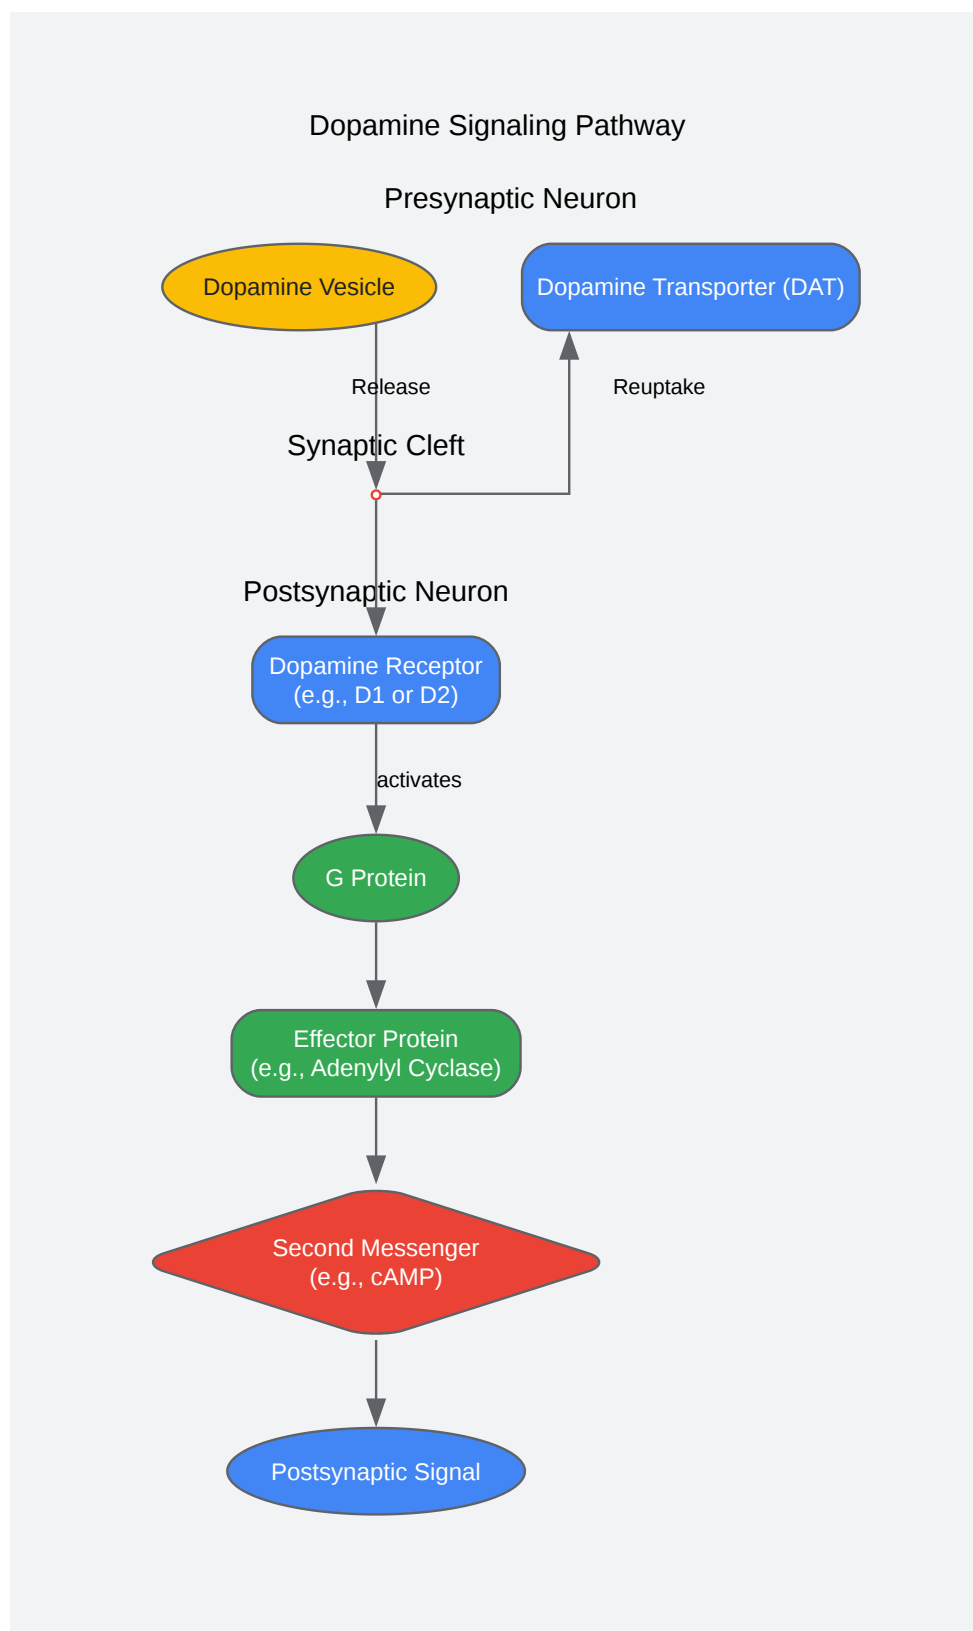 Dopamine Signaling Pathway
Presynaptic Neuron
Dopamine Vesicle
Dopamine Transporter (DAT)
Release
Reuptake
Synaptic Cleft
Postsynaptic Neuron
Dopamine Receptor
(e.g., D1 or D2)
activates
G Protein
Effector Protein
(e.g., Adenylyl Cyclase)
Second Messenger
(e.g., cAMP)
Postsynaptic Signal